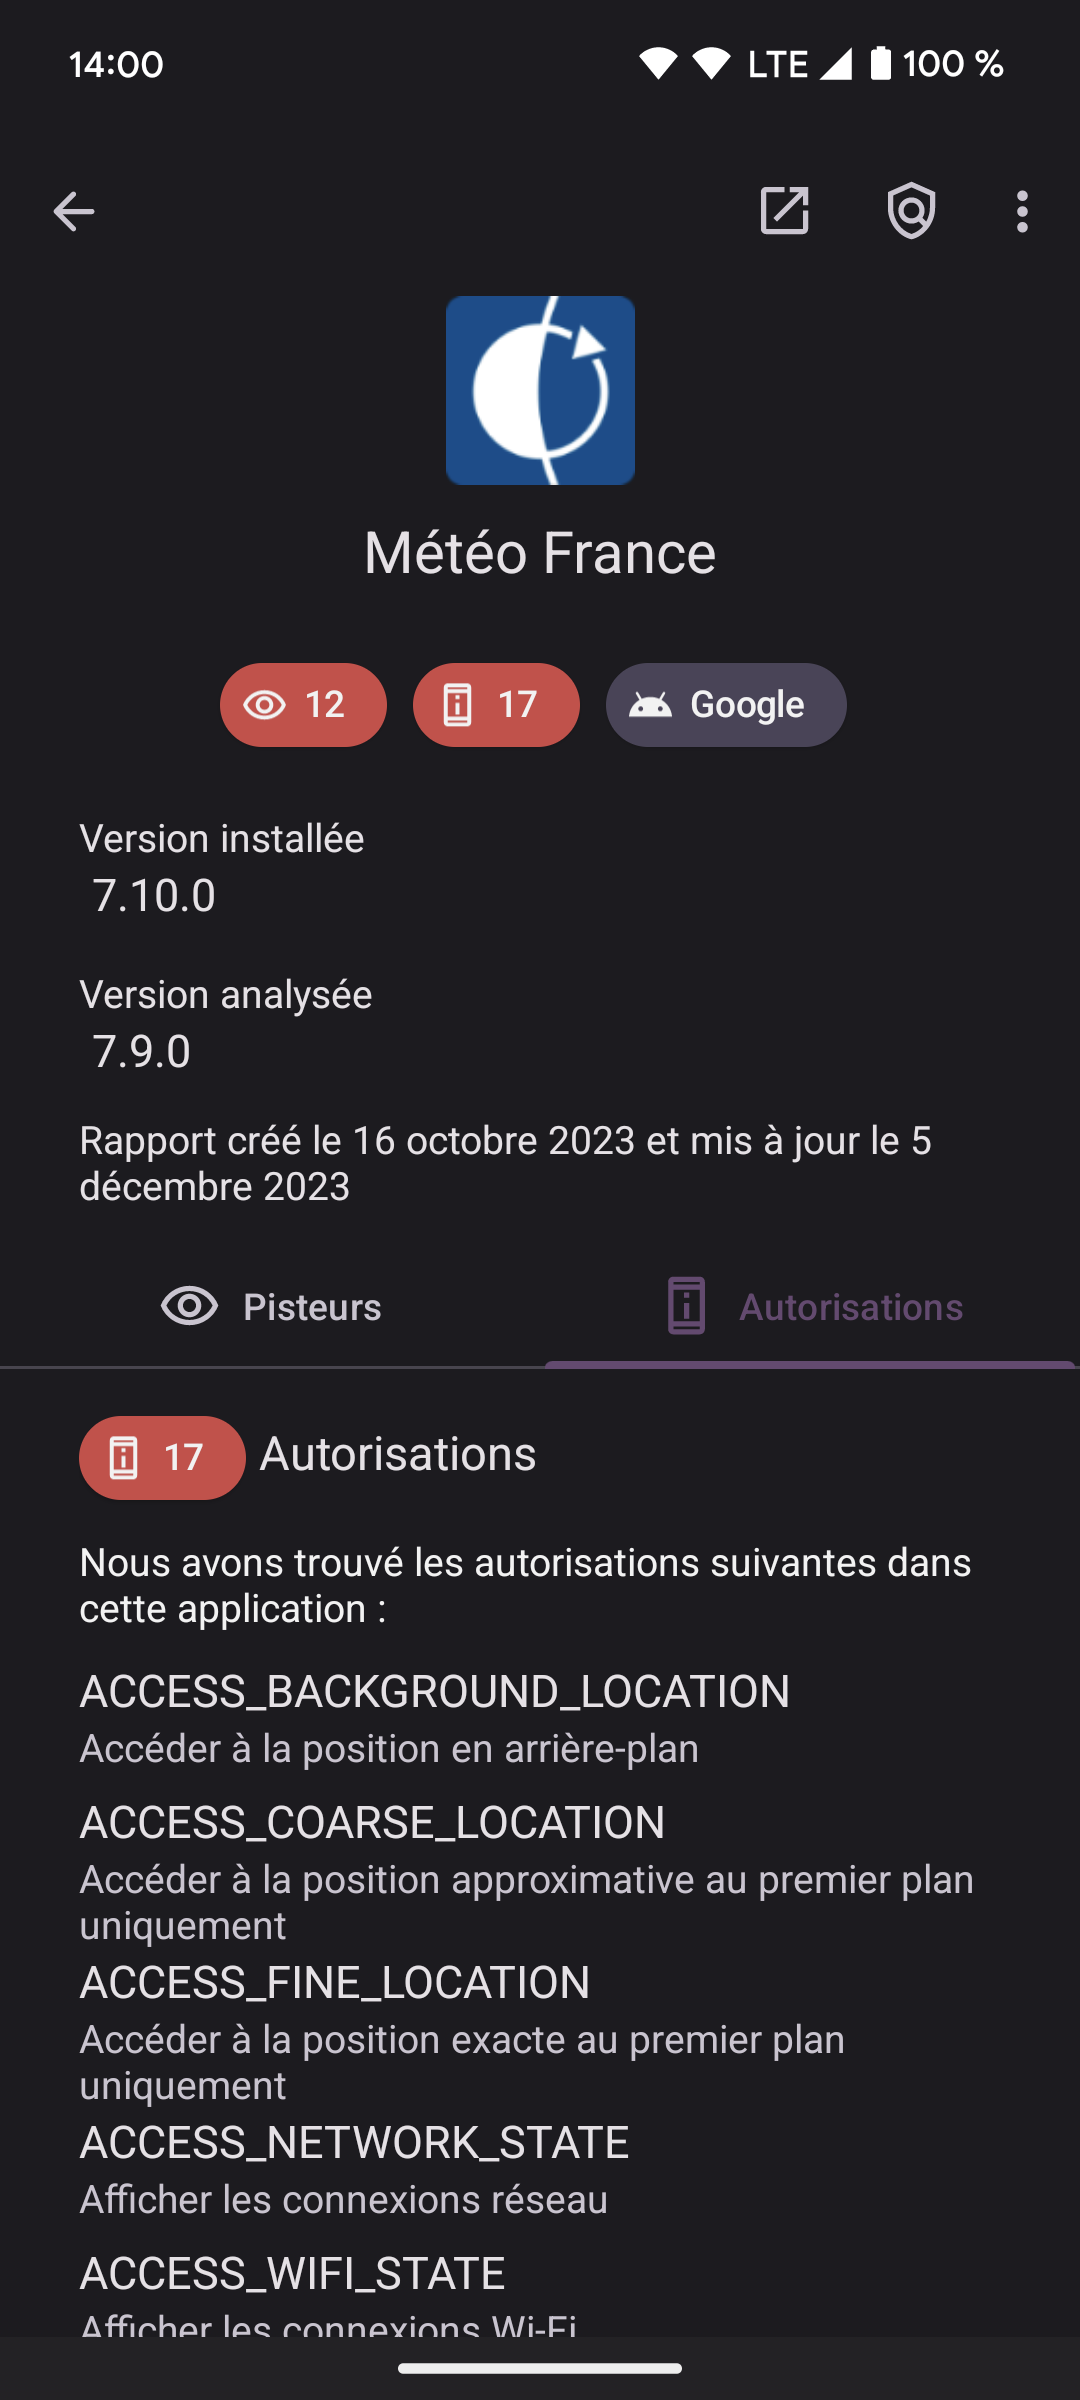 14:00 LTE 100 %
Météo France
12 17 Google
Version installée
7.10.0
Version analysée
7.9.0
Rapport créé le 16 octobre 2023 et mis à jour le 5
décembre 2023
Pisteurs Autorisations
17 Autorisations
Nous avons trouvé les autorisations suivantes dans
cette application :
ACCESS_BACKGROUND_LOCATION
Accéder à la position en arrière-plan
ACCESS_COARSE_LOCATION
Accéder à la position approximative au premier plan
uniquement
ACCESS_FINE_LOCATION
Accéder à la position exacte au premier plan
uniquement
ACCESS_NETWORK_STATE
Afficher les connexions réseau
ACCESS_WIFI_STATE
Afficher les connexions Wi-Fi